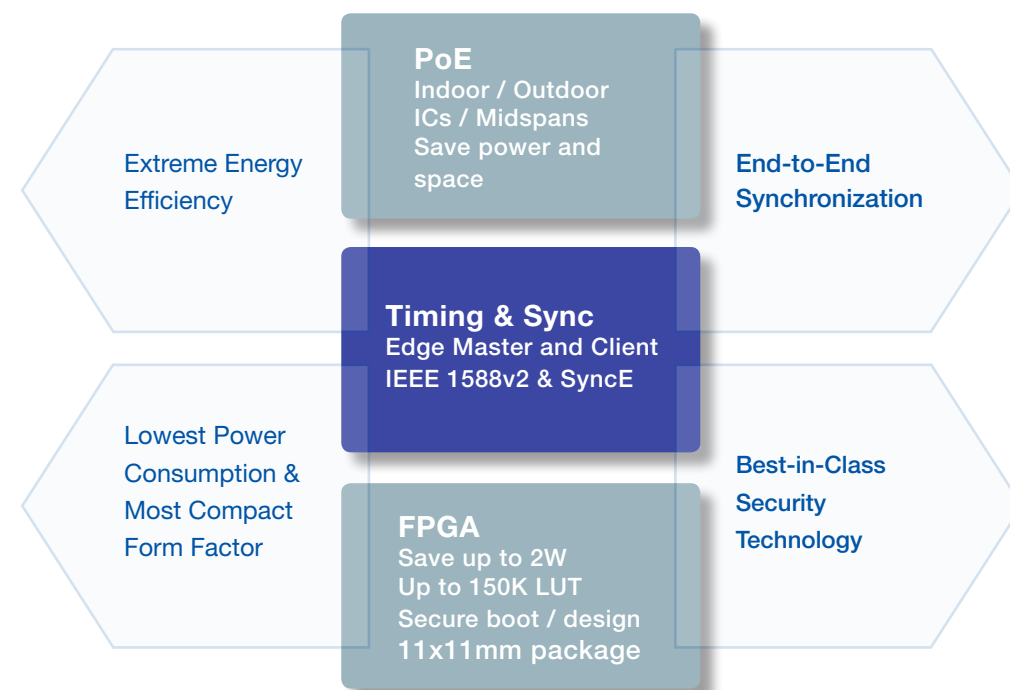 PoE
Indoor / Outdoor
ICs / Midspans
Save power and
space
Extreme Energy
Efficiency
End-to-End
Synchronization
Timing & Sync
Edge Master and Client
IEEE 1588v2 & SyncE
Lowest Power
Consumption &
Most Compact
Form Factor
Best-in-Class
Security
Technology
FPGA
Save up to 2W
Up to 150K LUT
Secure boot / design
11x11mm package